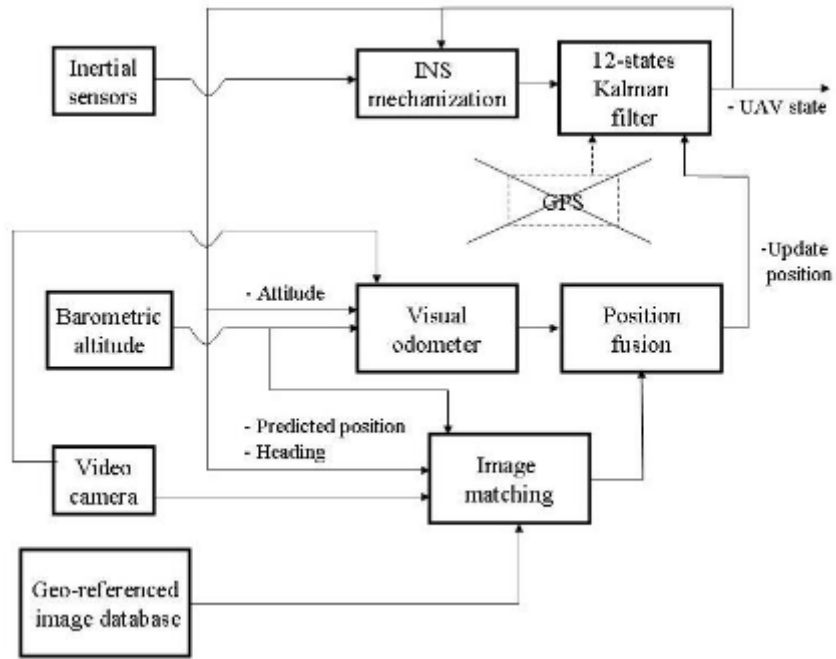 Inertial
sensors
INS
mechanization
12-states
Kalman
filter
- UAV state
GPS
-Update
position
- Attitude
Barometric
altitude
Visual
odometer
Position
fusion
- Predicted position
- Heading
Video
camera
Image
matching
Geo-referenced
image database